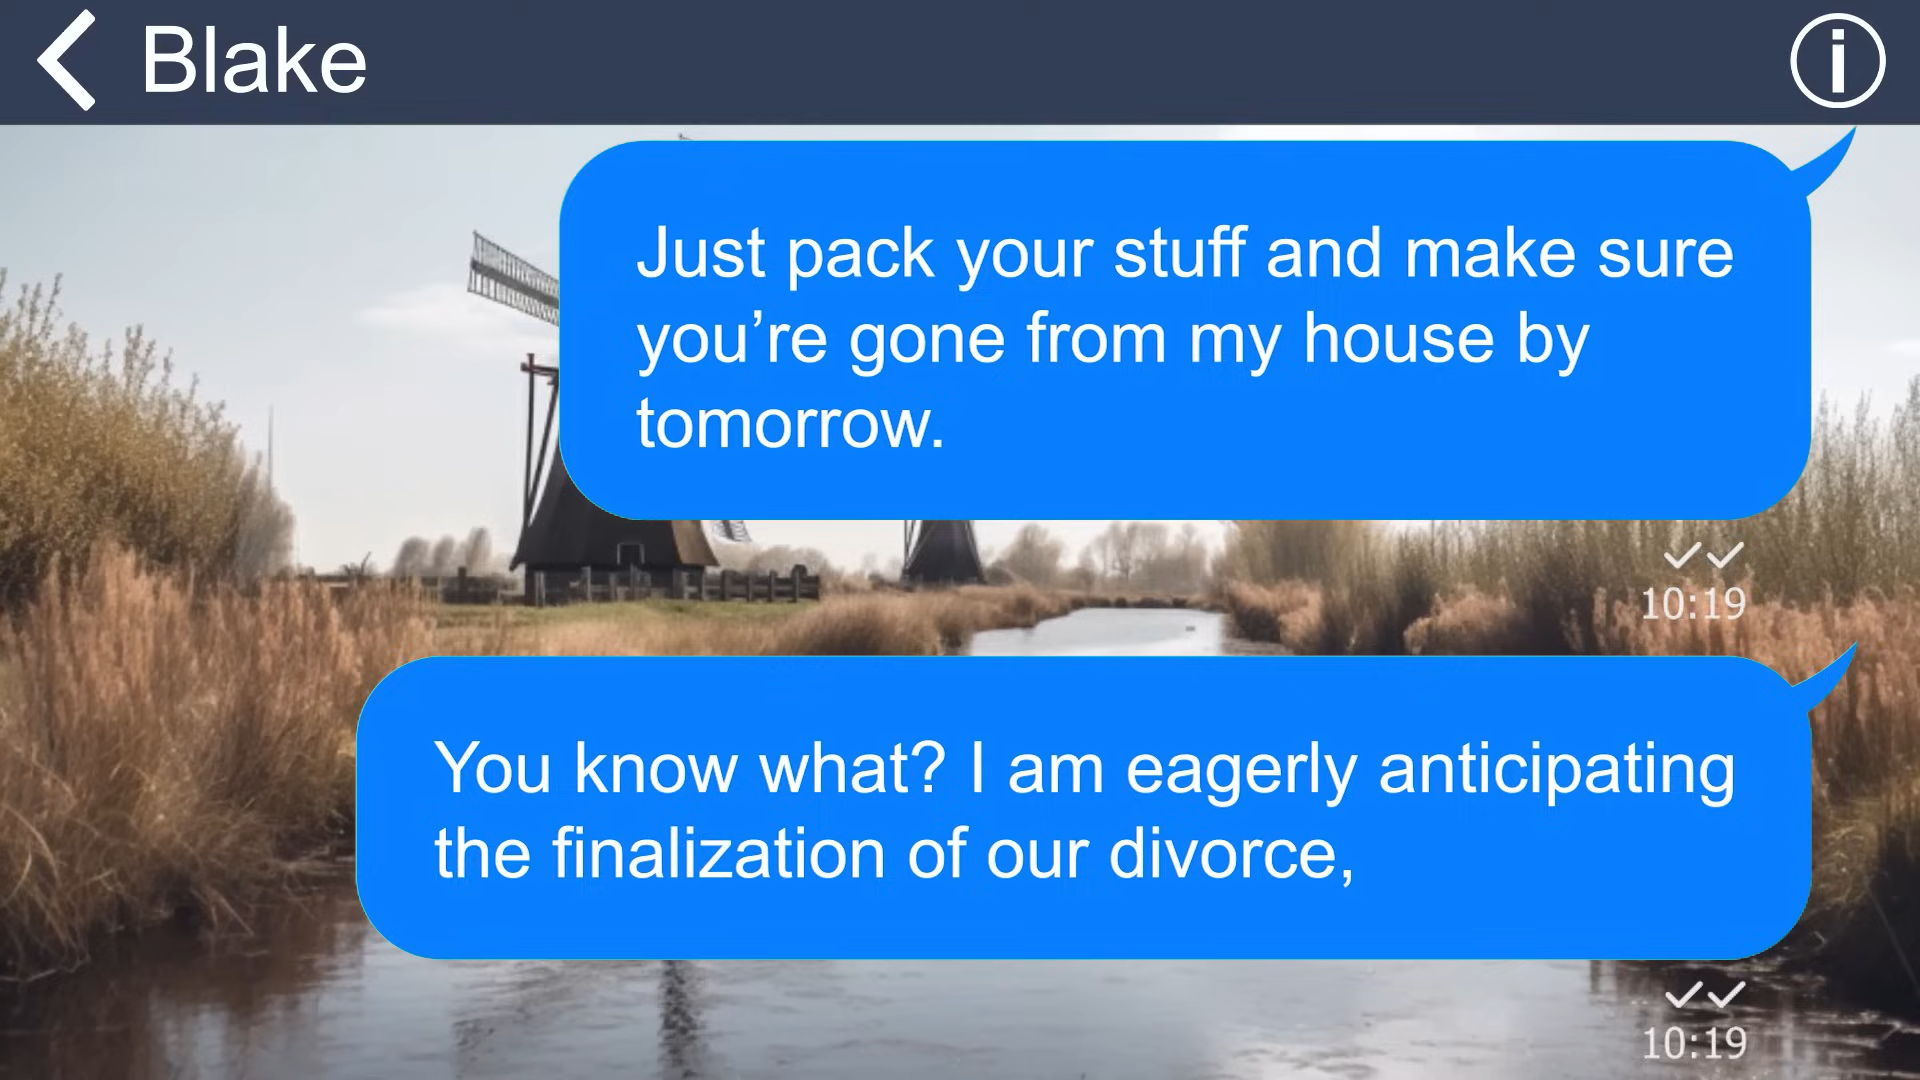 Blake
Just pack your stuff and make sure
you’re gone from my house by
tomorrow.
10:19
You know what? I am eagerly anticipating
the finalization of our divorce,
10:19